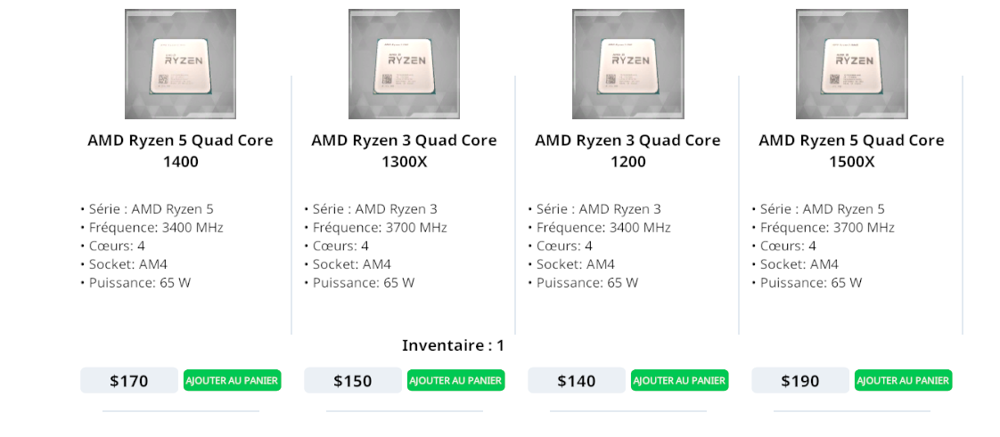 RYZEN
RYZEN
RYZEN
RYZEN
AMD Ryzen 5 Quad Core
1400
• Série : AMD Ryzen 5
• Fréquence: 3400 MHz
• Cœurs: 4
• Socket: AM4
• Puissance: 65 W
$170
AJOUTER AU PANIER
AMD Ryzen 3 Quad Core
1300X
• Série : AMD Ryzen 3
• Fréquence: 3700 MHz
• Cœurs: 4
• Socket: AM4
• Puissance: 65 W
Inventaire : 1
$150
AJOUTER AU PANIER
AMD Ryzen 3 Quad Core
1200
• Série : AMD Ryzen 3
• Fréquence: 3400 MHz
• Cœurs: 4
• Socket: AM4
• Puissance: 65 W
$140
AJOUTER AU PANIER
AMD Ryzen 5 Quad Core
1500X
• Série : AMD Ryzen 5
• Fréquence: 3700 MHz
• Cœurs: 4
• Socket: AM4
• Puissance: 65 W
$190
AJOUTER AU PANIER